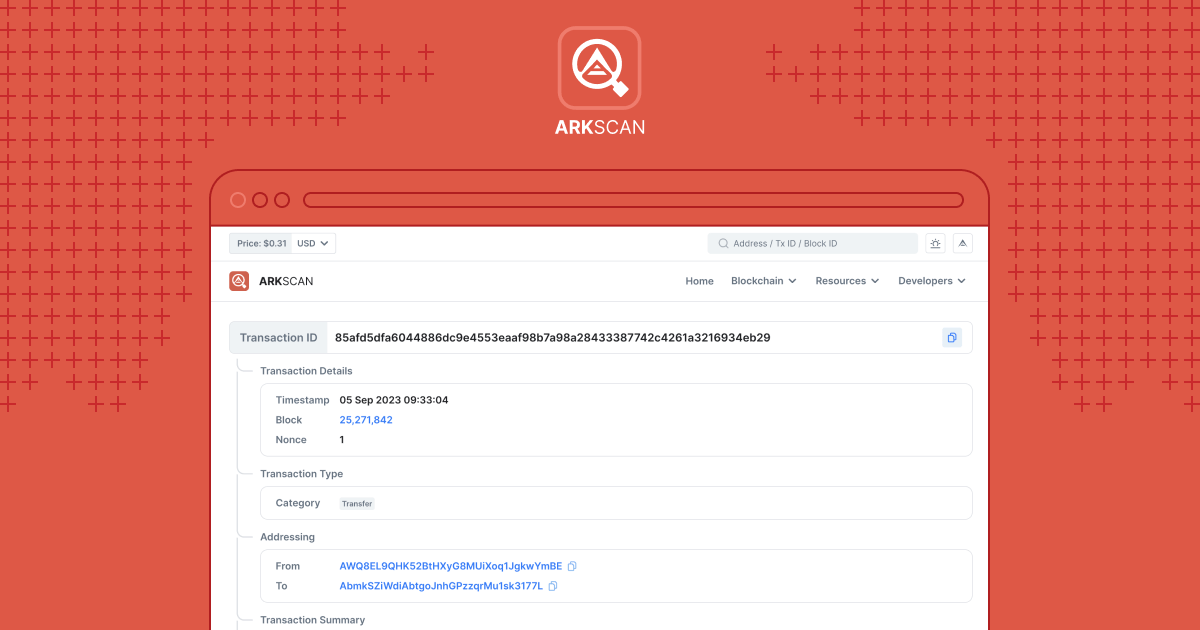 ARKSCAN
Price: $0.31 USD
Address / Tx ID / Block ID
ARKSCAN
Home Blockchain Resources Developers
Transaction ID 85afd5dfa6044886dc9e4553eaaf98b7a98a28433387742c4261a3216934eb29
Transaction Details
Timestamp 05 Sep 2023 09:33:04
Block 25,271,842
Nonce 1
Transaction Type
Category Transfer
Addressing
From AWQ8EL9QHK52BtHXyG8MUiXoq1JgkwYmBE
To AbmkSZiWdiAbtgoJnhGPzzqrMu1sk3177L
Transaction Summary